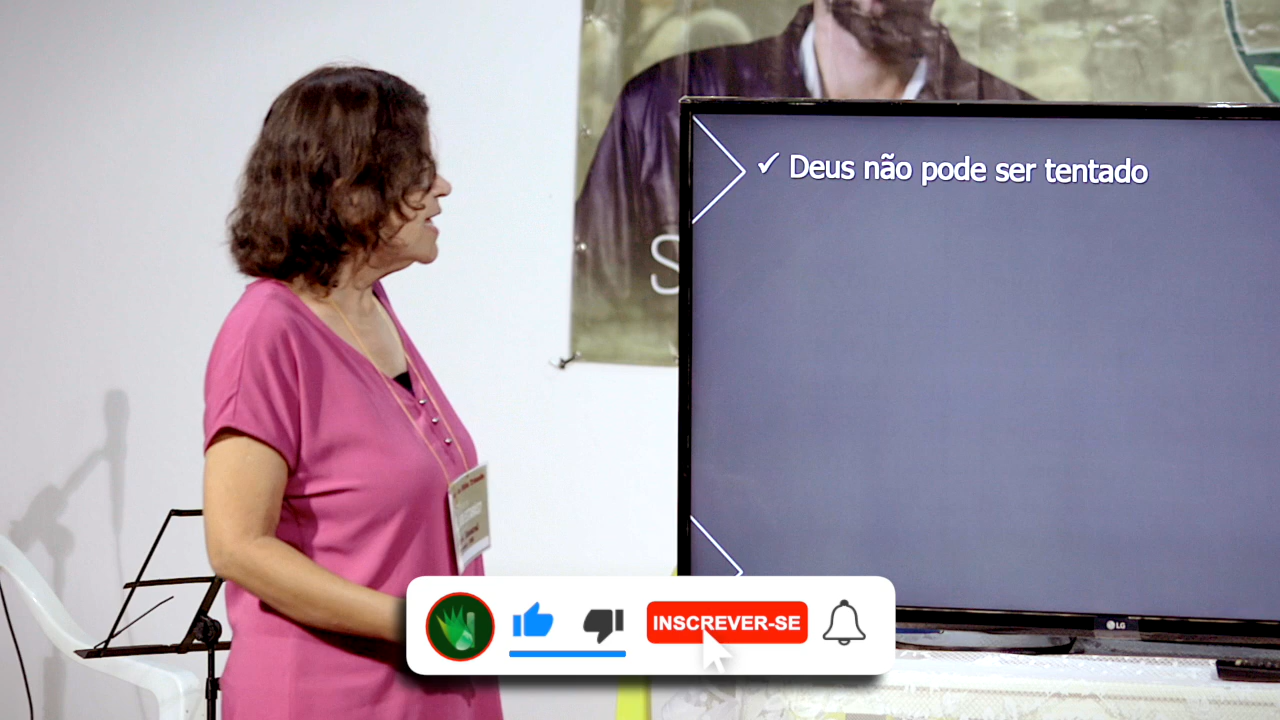 ✓ Deus não pode ser tentado
S
INSCREVER-SE
LG